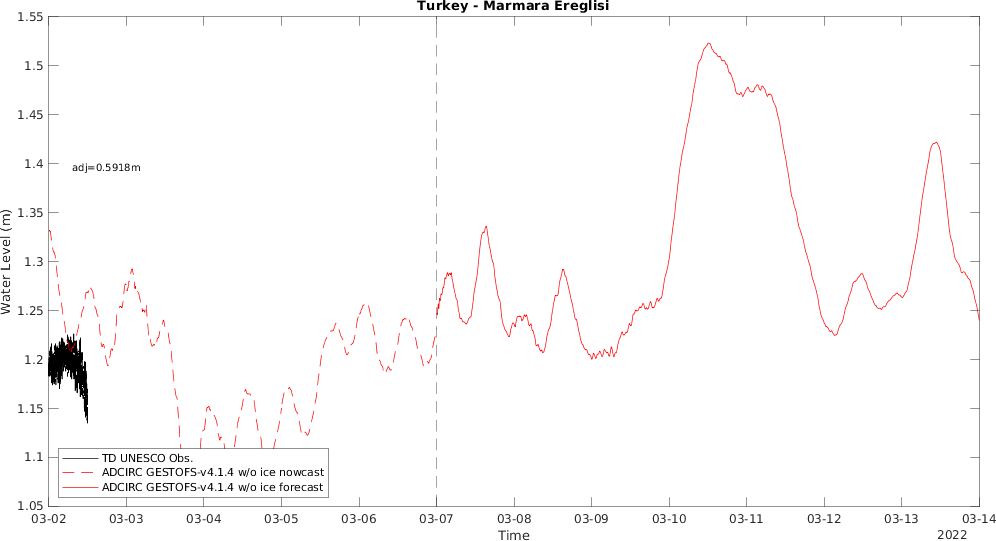 Turkey - Marmara Ereglisi
1.55
1.5
1.45
1.4
1.35
1.3
1.25
1.2
1.15
1.1
1.05
Water Level (m)
adj=0.5918m
TD UNESCO Obs.
ADCIRC GESTOFS-v4.1.4 w/o ice nowcast
ADCIRC GESTOFS-v4.1.4 w/o ice forecast
03-02 03-03 03-04 03-05 03-06 03-07 03-08 03-09 03-10 03-11 03-12 03-13 03-14
Time
2022